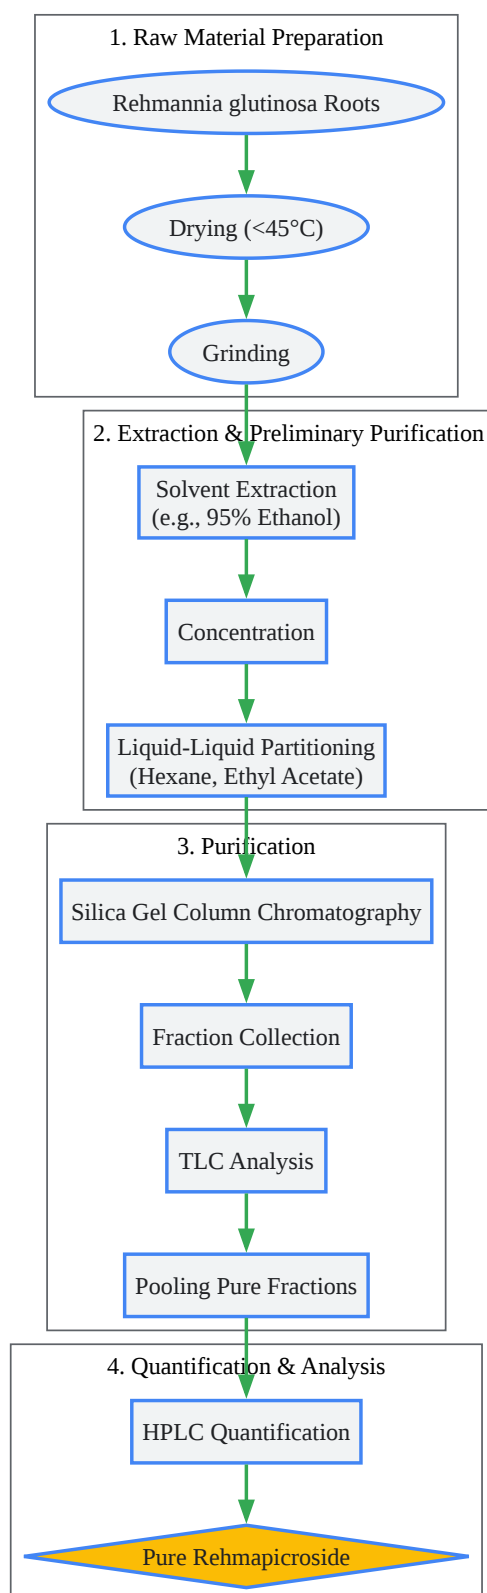 1. Raw Material Preparation
Rehmannia glutinosa Roots
Drying (<45°C)
Grinding
2. Extraction & Preliminary Purification
Solvent Extraction
(e.g., 95% Ethanol)
Concentration
Liquid-Liquid Partitioning
(Hexane, Ethyl Acetate)
3. Purification
Silica Gel Column Chromatography
Fraction Collection
TLC Analysis
Pooling Pure Fractions
4. Quantification & Analysis
HPLC Quantification
Pure Rehmapicroside